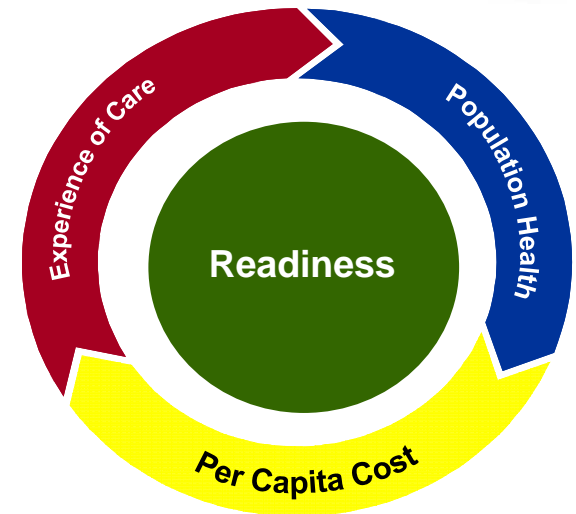 Experience of Care
Population Health
Readiness
Per Capita Cost